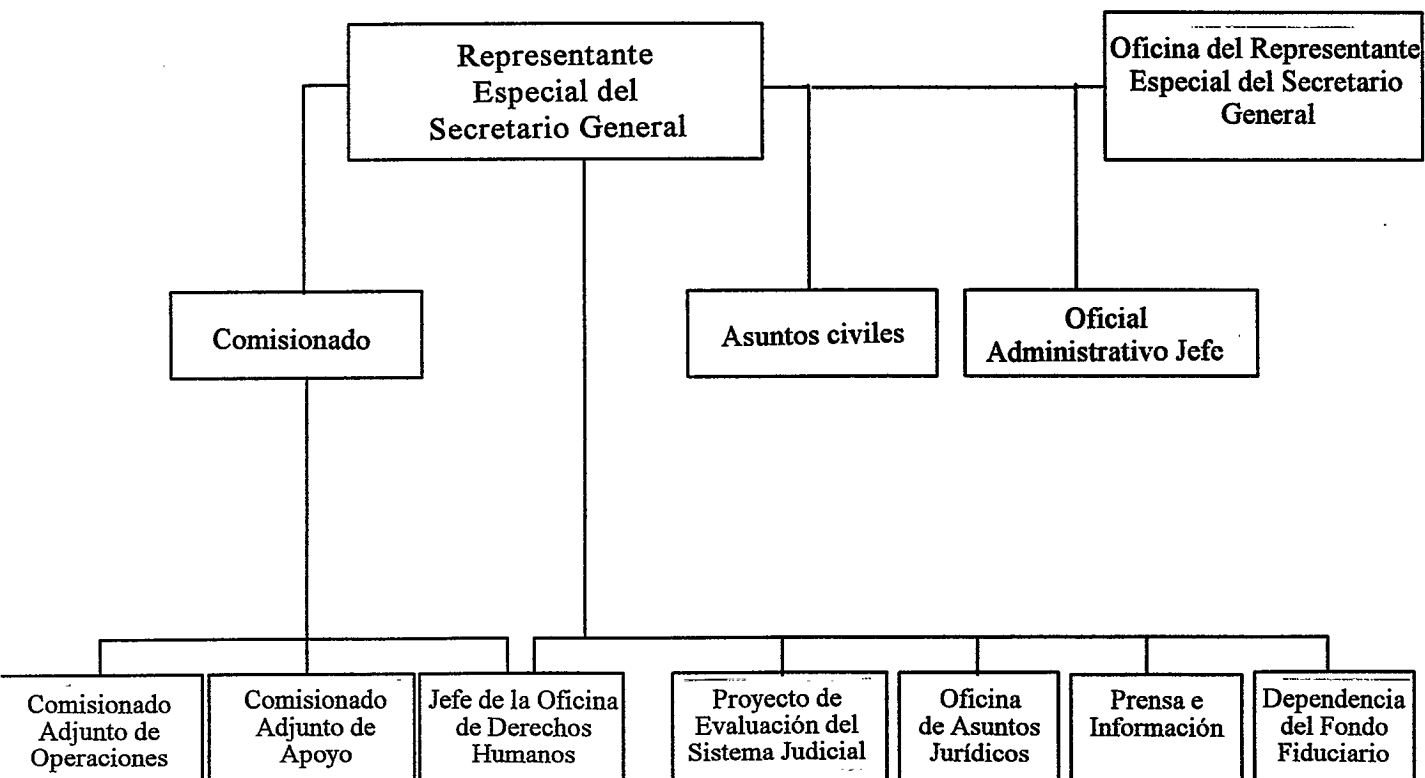 Representante
Especial del
Secretario General
Oficina del Representante
Especial del Secretario
General
Comisionado
Asuntos civiles
Oficial
Administrativo Jefe
Comisionado
Adjunto de
Operaciones
Comisionado
Adjunto de
Apoyo
Jefe de la Oficina
de Derechos
Humanos
Proyecto de
Evaluación del
Sistema Judicial
Oficina
de Asuntos
Jurídicos
Prensa e
Información
Dependencia
del Fondo
Fiduciario